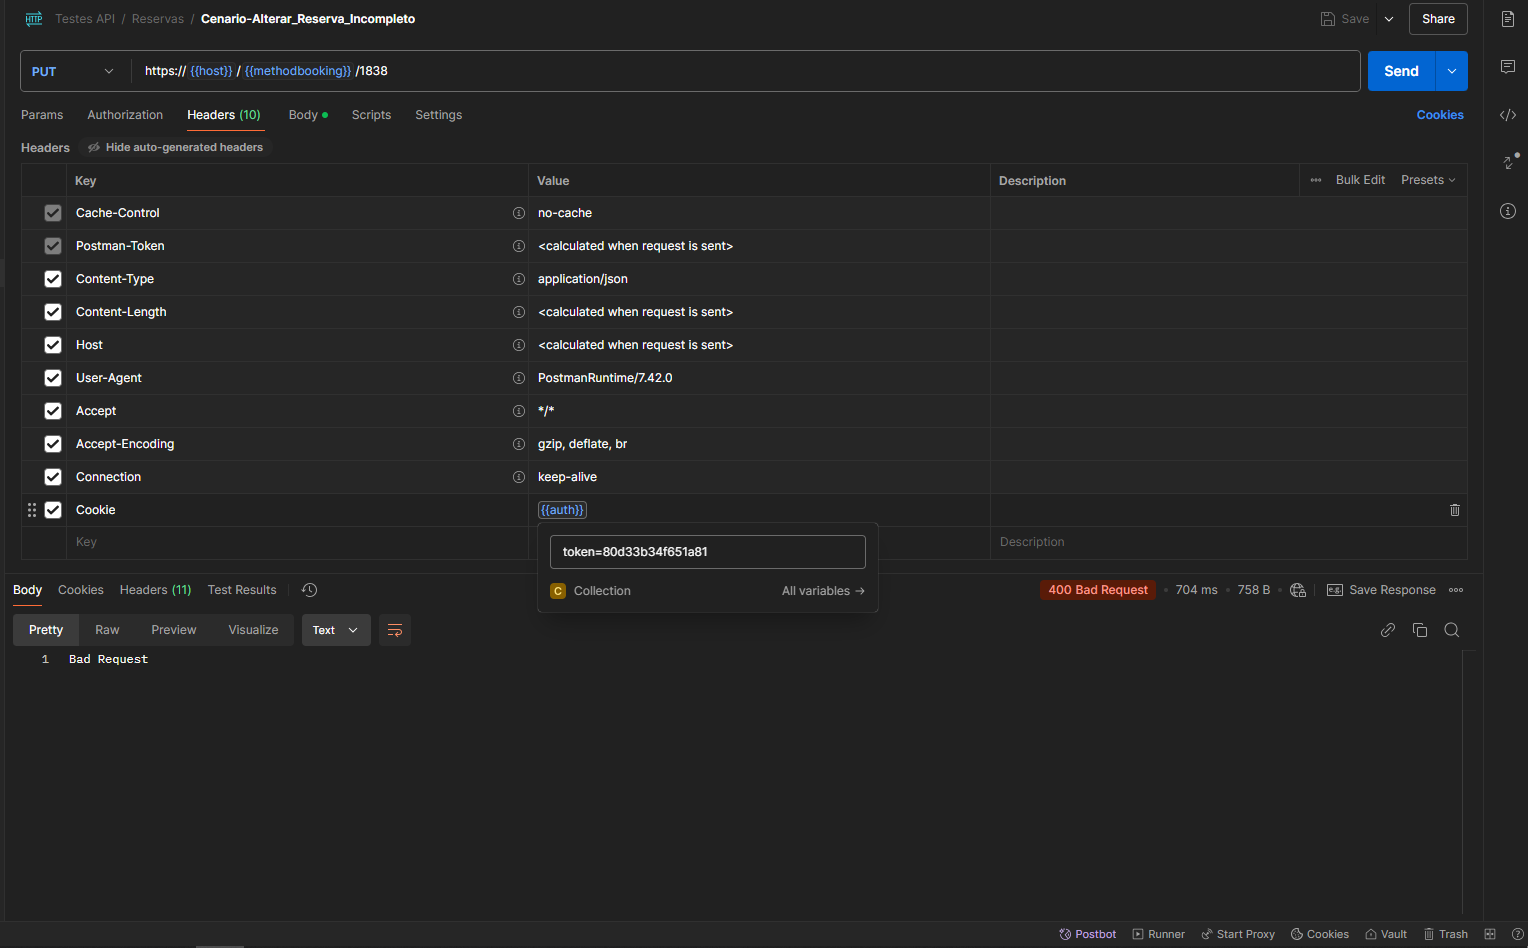 HTTP Testes API / Reservas / Cenario-Alterar_Reserva_Incompleto Save Share
PUT https:// {{host}} / {{methodbooking}} /1838 Send
Params Authorization Headers (10) Body Scripts Settings Cookies
Headers Hide auto-generated headers
Key Value Description Bulk Edit Presets
Cache-Control no-cache
Postman-Token <calculated when request is sent>
Content-Type application/json
Content-Length <calculated when request is sent>
Host <calculated when request is sent>
User-Agent PostmanRuntime/7.42.0
Accept */*
Accept-Encoding gzip, deflate, br
Connection keep-alive
Cookie {{auth}}
Key Description
token=80d33b34f651a81
C Collection All variables →
Body Cookies Headers (11) Test Results 400 Bad Request 704 ms 758 B e.g. Save Response
Pretty Raw Preview Visualize Text
1 Bad Request
Postbot Runner Start Proxy Cookies Vault Trash